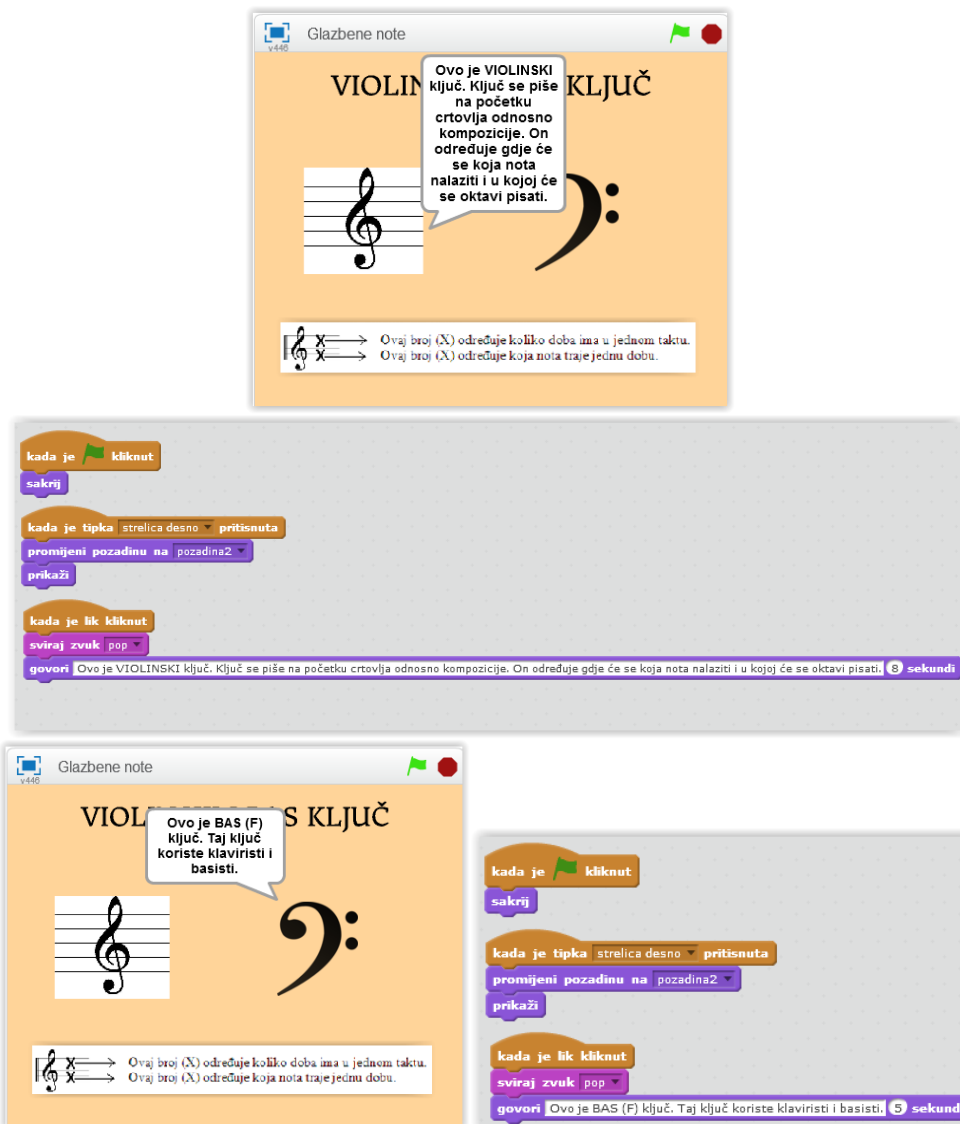 Glazbene note
v446
VIOLIN KLJUČ
Ovo je VIOLINSKI
ključ. Ključ se piše
na početku
crtovlja odnosno
kompozicije. On
određuje gdje će
se koja nota
nalaziti i u kojoj će
se oktavi pisati.
X Ovaj broj (X) određuje koliko doba ima u jednom taktu.
X Ovaj broj (X) određuje koja nota traje jednu dobu.
kada je kliknut
sakrij
kada je tipka strelica desno pritisnuta
promijeni pozadinu na pozadina2
prikaži
kada je lik kliknut
sviraj zvuk pop
govori Ovo je VIOLINSKI ključ. Ključ se piše na početku crtovlja odnosno kompozicije. On određuje gdje će se koja nota nalaziti i u kojoj će se oktavi pisati. 8 sekundi
Glazbene note
v446
VIOL S KLJUČ
Ovo je BAS (F)
ključ. Taj ključ
koriste klaviristi i
basisti.
X Ovaj broj (X) određuje koliko doba ima u jednom taktu.
X Ovaj broj (X) određuje koja nota traje jednu dobu.
kada je kliknut
sakrij
kada je tipka strelica desno pritisnuta
promijeni pozadinu na pozadina2
prikaži
kada je lik kliknut
sviraj zvuk pop
govori Ovo je BAS (F) ključ. Taj ključ koriste klaviristi i basisti. 5 sekund